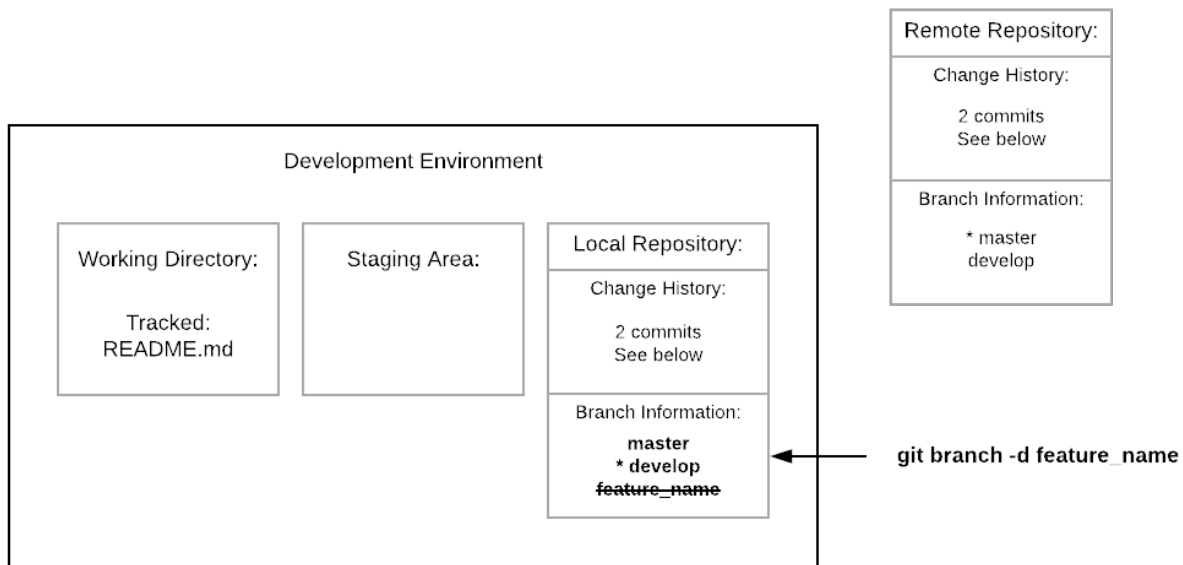 Remote Repository:
Change History:
2 commits
See below
Branch Information:
* master
develop
Development Environment
Working Directory:
Tracked:
README.md
Staging Area:
Local Repository:
Change History:
2 commits
See below
Branch Information:
master
* develop
feature_name
git branch -d feature_name